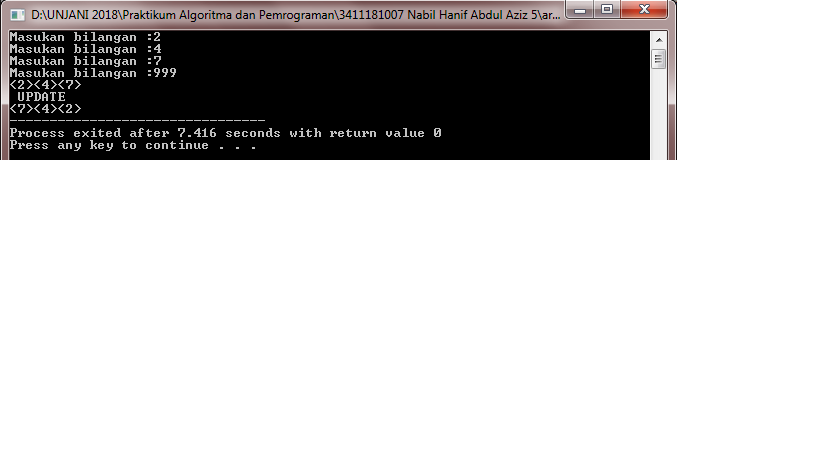 D:\UNJANI 2018\Praktikum Algoritma dan Pemrograman\3411181007 Nabil Hanif Abdul Aziz 5\ar...
Masukan bilangan :2
Masukan bilangan :4
Masukan bilangan :7
Masukan bilangan :999
<2><4><7>
 UPDATE
<7><4><2>
--------------------------------
Process exited after 7.416 seconds with return value 0
Press any key to continue . . .